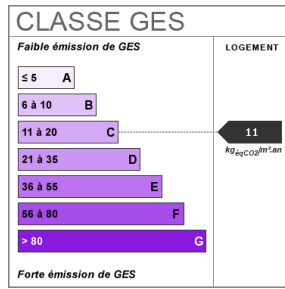 CLASSE GES
Faible émission de GES
LOGEMENT
≤ 5 A
6 à 10 B
11 à 20 C
11
kgéqCO2/m².an
21 à 35 D
36 à 55 E
56 à 80 F
> 80 G
Forte émission de GES